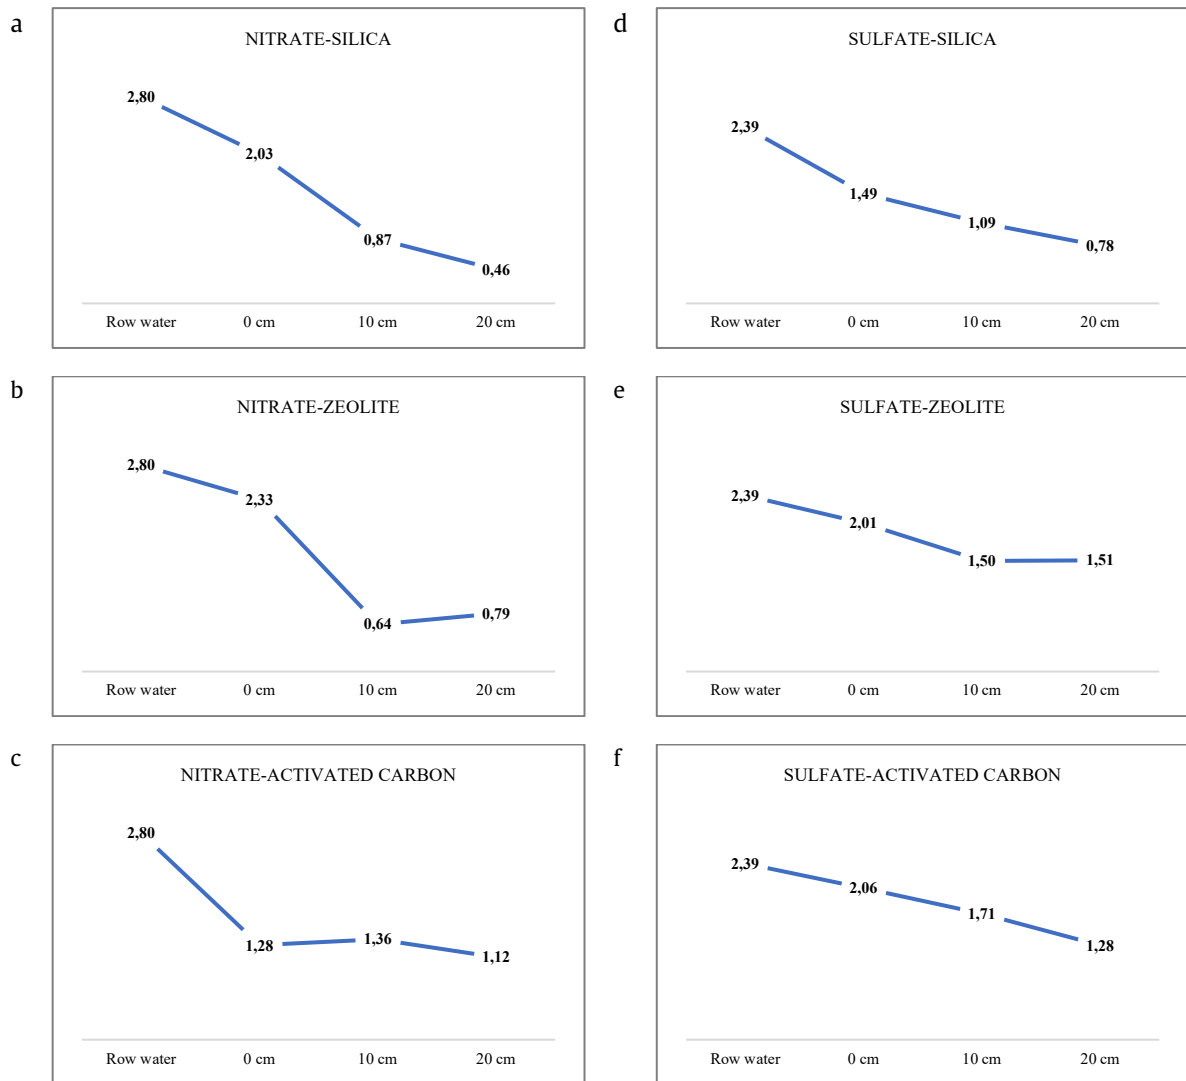 a
NITRATE-SILICA
2,80
2,03
0,87
0,46
Row water 0 cm 10 cm 20 cm
d
SULFATE-SILICA
2,39
1,49
1,09
0,78
Row water 0 cm 10 cm 20 cm
b
NITRATE-ZEOLITE
2,80
2,33
0,64
0,79
Row water 0 cm 10 cm 20 cm
e
SULFATE-ZEOLITE
2,39
2,01
1,50
1,51
Row water 0 cm 10 cm 20 cm
c
NITRATE-ACTIVATED CARBON
2,80
1,28
1,36
1,12
Row water 0 cm 10 cm 20 cm
f
SULFATE-ACTIVATED CARBON
2,39
2,06
1,71
1,28
Row water 0 cm 10 cm 20 cm